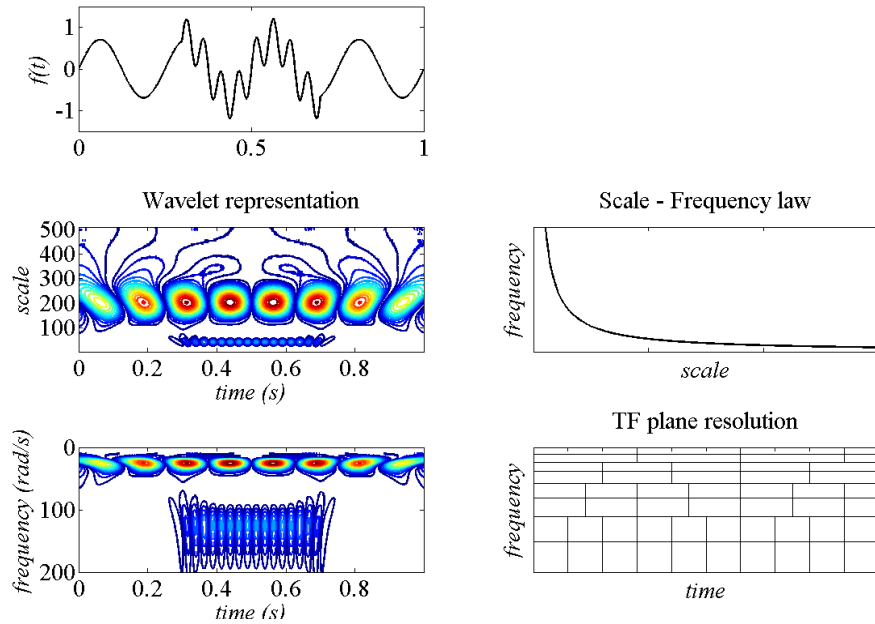 1
0
-1
f(t)
0
0.5
1
Wavelet representation
500
400
300
200
100
scale
0
0.2
0.4
0.6
0.8
time (s)
Scale - Frequency law
frequency
scale
0
100
200
frequency (rad/s)
0
0.2
0.4
0.6
0.8
time (s)
TF plane resolution
frequency
time